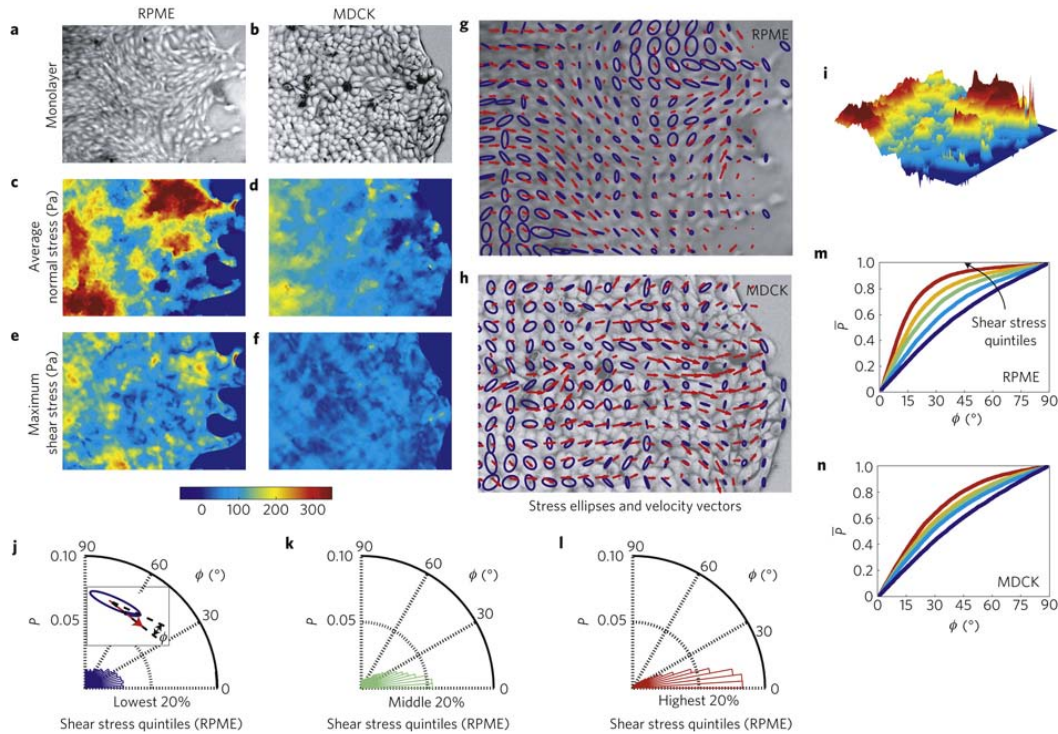 RPME
MDCK
a
b
Monolayer
c
d
Average
normal stress (Pa)
e
f
Maximum
shear stress (Pa)
0 100 200 300
g
RPME
h
MDCK
Stress ellipses and velocity vectors
i
m
1.0
0.8
0.6
0.4
0.2
0
P̅
Shear stress
quintiles
RPME
0 15 30 45 60 75 90
ϕ (°)
n
1.0
0.8
0.6
0.4
0.2
0
P̅
MDCK
0 15 30 45 60 75 90
ϕ (°)
j
90
0.10
60
ϕ (°)
0.05
30
P
ϕ
0
Lowest 20%
Shear stress quintiles (RPME)
k
90
0.10
60
ϕ (°)
0.05
30
P
0
Middle 20%
Shear stress quintiles (RPME)
l
90
0.10
60
ϕ (°)
0.05
30
P
0
Highest 20%
Shear stress quintiles (RPME)